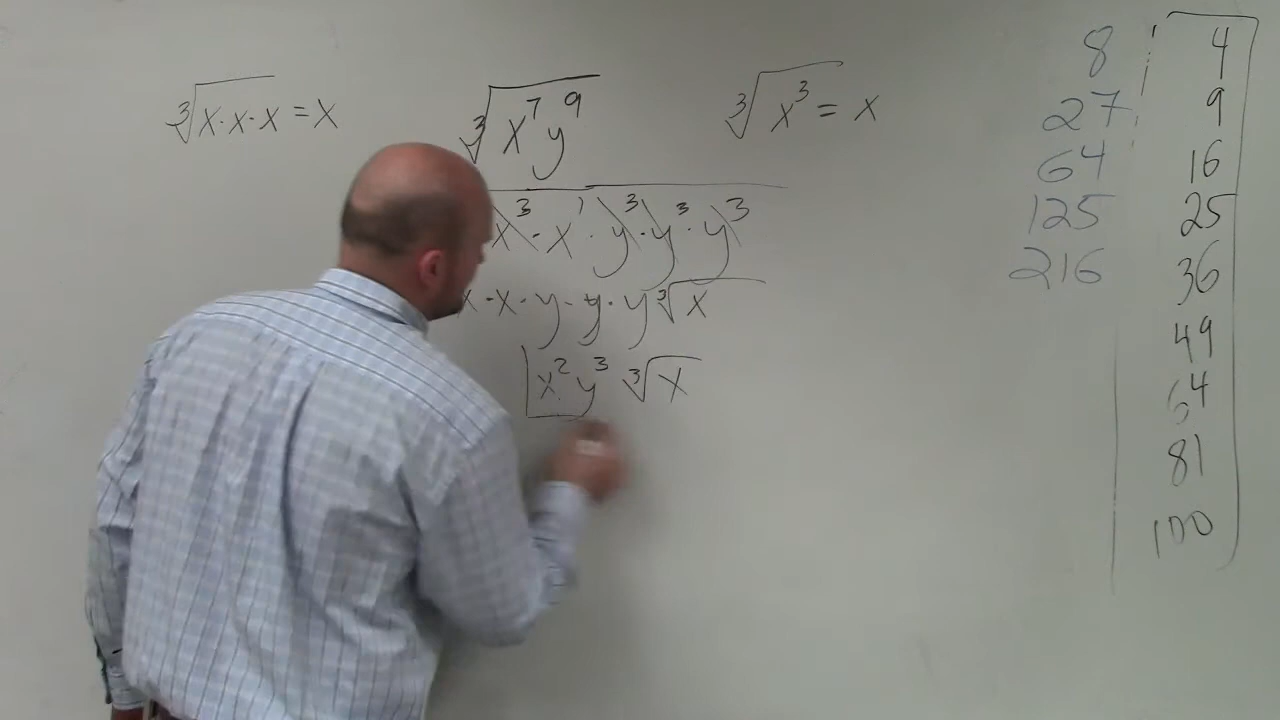 ∛x·x·x = x
∛x⁷y⁹
∛x³ = x
x³·x¹·y³·y³·y³
x·x·y·y·y∛x
x²y³ ∛x
8
27
64
125
216
4
9
16
25
36
49
64
81
100